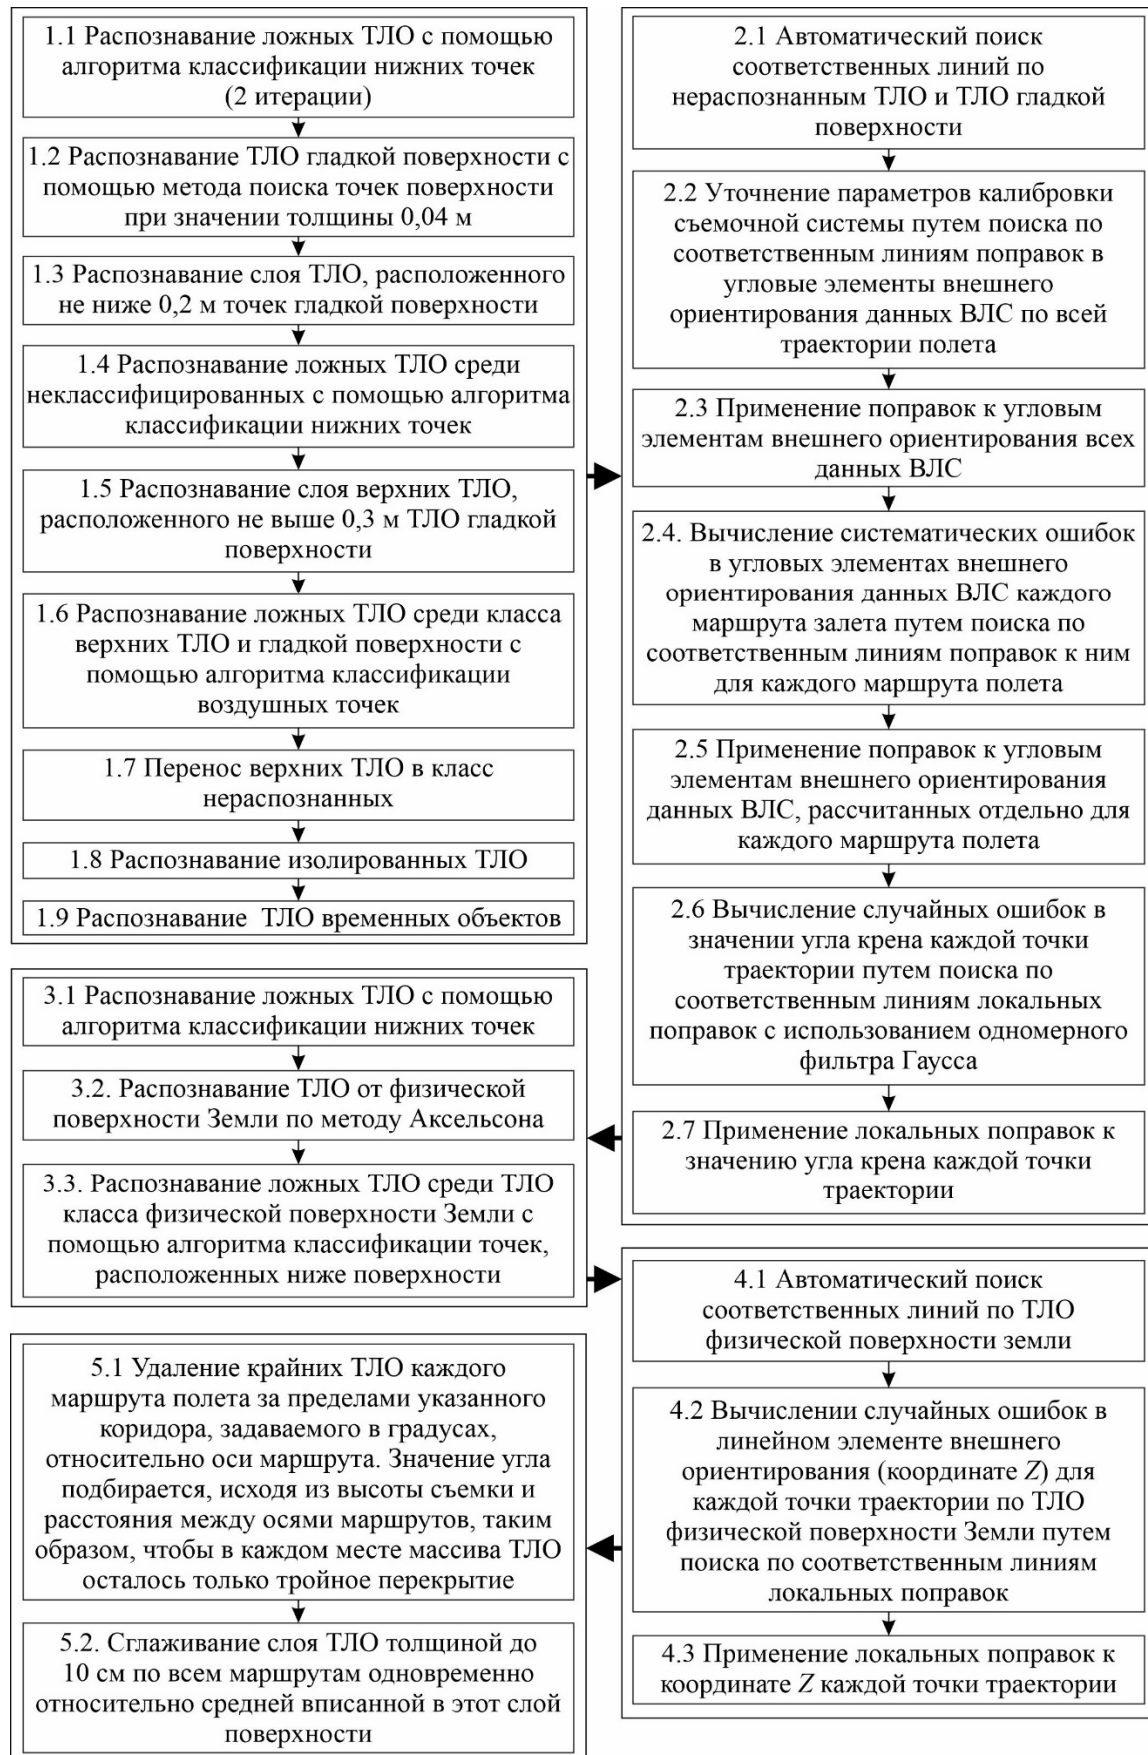 1.1 Распознавание ложных ТЛО с помощью
алгоритма классификации нижних точек
(2 итерации)
1.2 Распознавание ТЛО гладкой поверхности с
помощью метода поиска точек поверхности
при значении толщины 0,04 м
1.3 Распознавание слоя ТЛО, расположенного
не ниже 0,2 м точек гладкой поверхности
1.4 Распознавание ложных ТЛО среди
неклассифицированных с помощью алгоритма
классификации нижних точек
1.5 Распознавание слоя верхних ТЛО,
расположенного не выше 0,3 м ТЛО гладкой
поверхности
1.6 Распознавание ложных ТЛО среди класса
верхних ТЛО и гладкой поверхности с
помощью алгоритма классификации
воздушных точек
1.7 Перенос верхних ТЛО в класс
нераспознанных
1.8 Распознавание изолированных ТЛО
1.9 Распознавание ТЛО временных объектов
2.1 Автоматический поиск
соответственных линий по
нераспознанным ТЛО и ТЛО гладкой
поверхности
2.2 Уточнение параметров калибровки
съемочной системы путем поиска по
соответственным линиям поправок в
угловые элементы внешнего
ориентирования данных ВЛС по всей
траектории полета
2.3 Применение поправок к угловым
элементам внешнего ориентирования всех
данных ВЛС
2.4. Вычисление систематических ошибок
в угловых элементах внешнего
ориентирования данных ВЛС каждого
маршрута залета путем поиска по
соответственным линиям поправок к ним
для каждого маршрута полета
2.5 Применение поправок к угловым
элементам внешнего ориентирования
данных ВЛС, рассчитанных отдельно для
каждого маршрута полета
2.6 Вычисление случайных ошибок в
значении угла крена каждой точки
траектории путем поиска по
соответственным линиям локальных
поправок с использованием одномерного
фильтра Гаусса
2.7 Применение локальных поправок к
значению угла крена каждой точки
траектории
3.1 Распознавание ложных ТЛО с помощью
алгоритма классификации нижних точек
3.2. Распознавание ТЛО от физической
поверхности Земли по методу Аксельсона
3.3. Распознавание ложных ТЛО среди ТЛО
класса физической поверхности Земли с
помощью алгоритма классификации точек,
расположенных ниже поверхности
4.1 Автоматический поиск
соответственных линий по ТЛО
физической поверхности земли
4.2 Вычислении случайных ошибок в
линейном элементе внешнего
ориентирования (координате Z) для
каждой точки траектории по ТЛО
физической поверхности Земли путем
поиска по соответственным линиям
локальных поправок
4.3 Применение локальных поправок к
координате Z каждой точки траектории
5.1 Удаление крайних ТЛО каждого
маршрута полета за пределами указанного
коридора, задаваемого в градусах,
относительно оси маршрута. Значение угла
подбирается, исходя из высоты съемки и
расстояния между осями маршрутов, таким
образом, чтобы в каждом месте массива ТЛО
осталось только тройное перекрытие
5.2. Сглаживание слоя ТЛО толщиной до
10 см по всем маршрутам одновременно
относительно средней вписанной в этот слой
поверхности